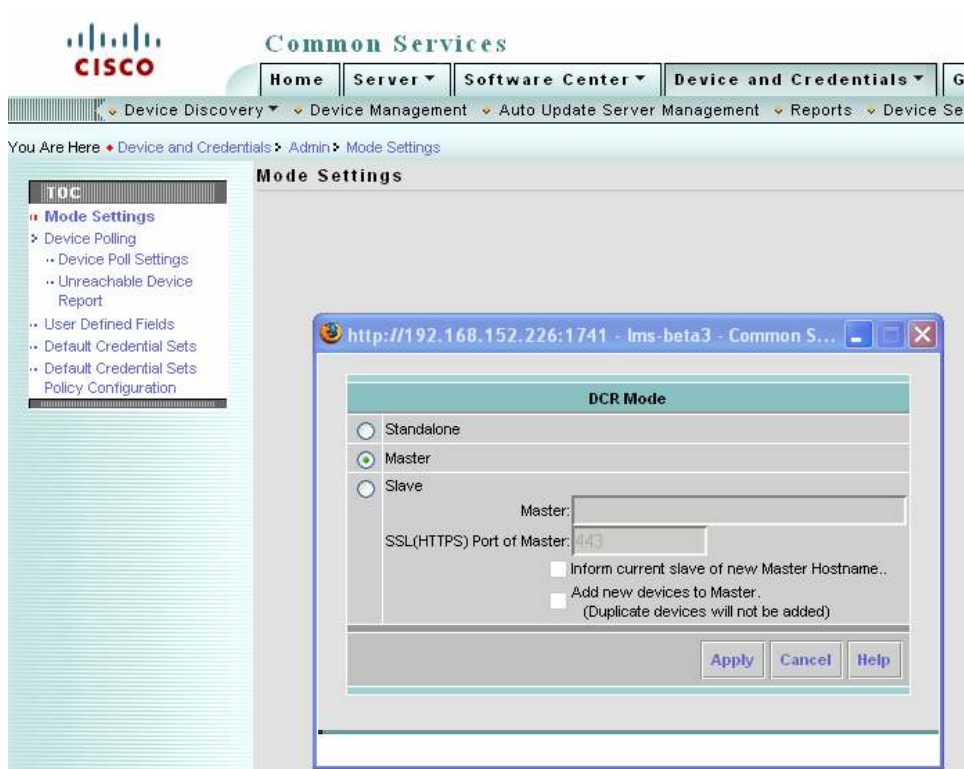 CISCO
Common Services
Home
Server
Software Center
Device and Credentials
G
Device Discovery
Device Management
Auto Update Server Management
Reports
Device Se
You Are Here
Device and Credentials
Admin
Mode Settings
Mode Settings
TOC
Mode Settings
Device Polling
Device Poll Settings
Unreachable Device
Report
User Defined Fields
Default Credential Sets
Default Credential Sets
Policy Configuration
http://192.168.152.226:1741 - lms-beta3 - Common S...
DCR Mode
Standalone
Master
Slave
Master:
SSL(HTTPS) Port of Master: 443
Inform current slave of new Master Hostname..
Add new devices to Master.
(Duplicate devices will not be added)
Apply
Cancel
Help